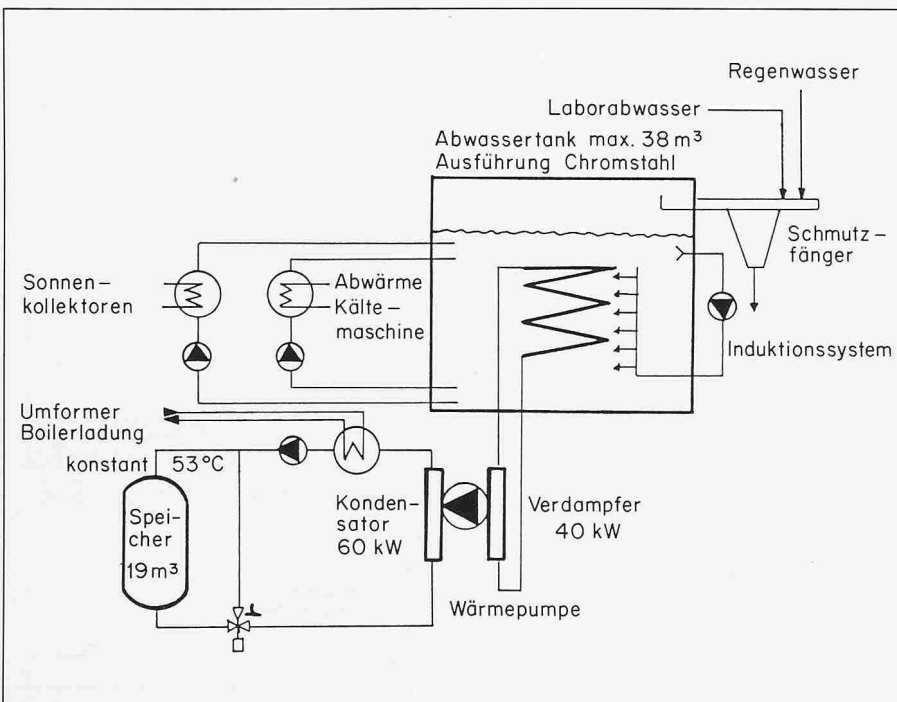 Regenwasser
Laborabwasser
Abwassertank max. 38 m³
Ausführung Chromstahl
Schmutz–
fänger
Sonnen–
kollektoren
Abwärme
Kälte–
maschine
Induktionssystem
Umformer
Boilerladung
konstant 53°C
Spei–
cher
19 m³
Konden–
sator
60 kW
Verdampfer
40 kW
Wärmepumpe